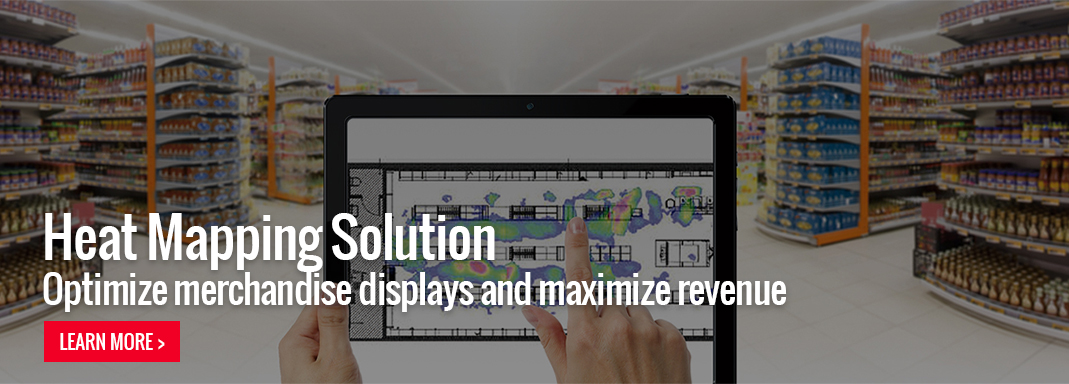 Heat Mapping Solution
Optimize merchandise displays and maximize revenue
LEARN MORE >